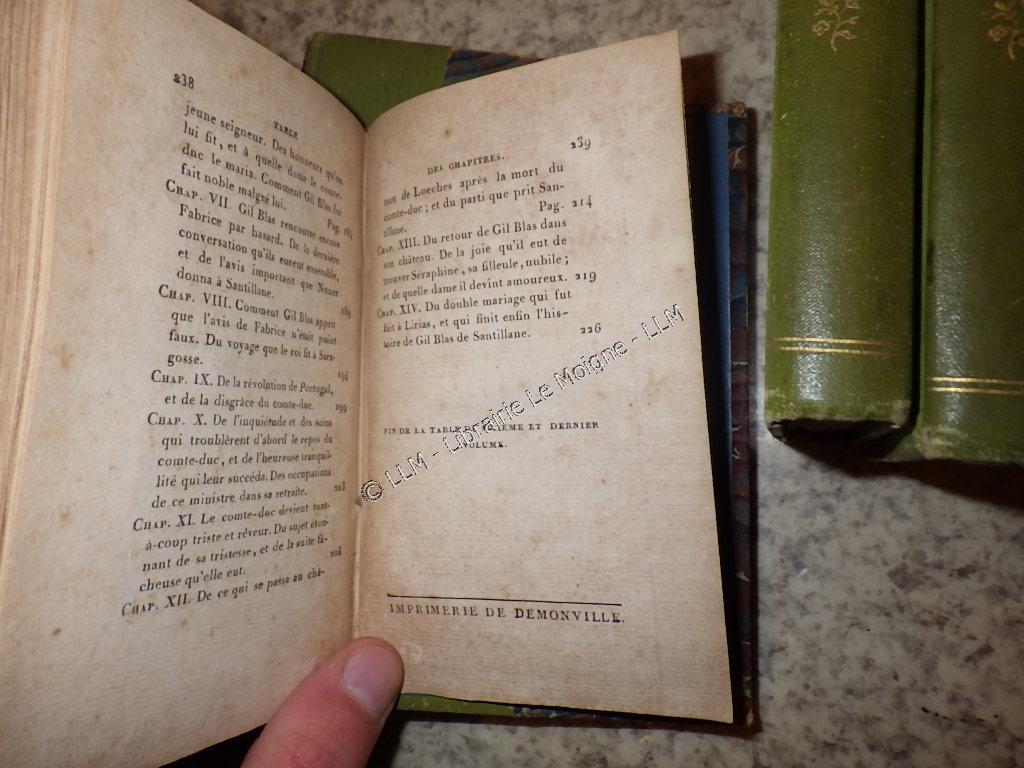 238
TABLE
jeune seigneur. Des honneurs qu'on
lui fit, et à quelle dame le comte-
duc le maria. Comment Gil Blas fut
fait noble malgré lui. Pag. 184
CHAP. VII. Gil Blas rencontre encore
Fabrice par hasard. De la dernière
conversation qu'ils eurent ensemble,
et de l'avis important que Nunez
donna à Santillane. 189
CHAP. VIII. Comment Gil Blas apprit
que l'avis de Fabrice n'était point
faux. Du voyage que le roi fit à Sara-
gosse. 194
CHAP. IX. De la révolution de Portugal,
et de la disgrâce du comte-duc. 199
CHAP. X. De l'inquiétude et des soins
qui troublèrent d'abord le repos du
comte-duc, et de l'heureuse tranquil-
lité qui leur succéda. Des occupations
de ce ministre dans sa retraite. 203
CHAP. XI. Le comte-duc devient tout-
à-coup triste et rêveur. Du sujet éton-
nant de sa tristesse, et de la suite fâ-
cheuse qu'elle eut. 206
CHAP. XII. De ce qui se passa au châ-
239
DES CHAPITRES.
teau de Loeches après la mort du
comte-duc ; et du parti que prit San-
tillane. Pag. 214
CHAP. XIII. Du retour de Gil Blas dans
son château. De la joie qu'il eut de
trouver Séraphine, sa filleule, nubile ;
et de quelle dame il devint amoureux. 219
CHAP. XIV. Du double mariage qui fut
fait à Lirias, et qui finit enfin l'his-
toire de Gil Blas de Santillane. 226
FIN DE LA TABLE DU ET DERNIER
VOLUME.
IMPRIMERIE DE DEMONVILLE.
© LLM - Librairie Le Moigne - LLM